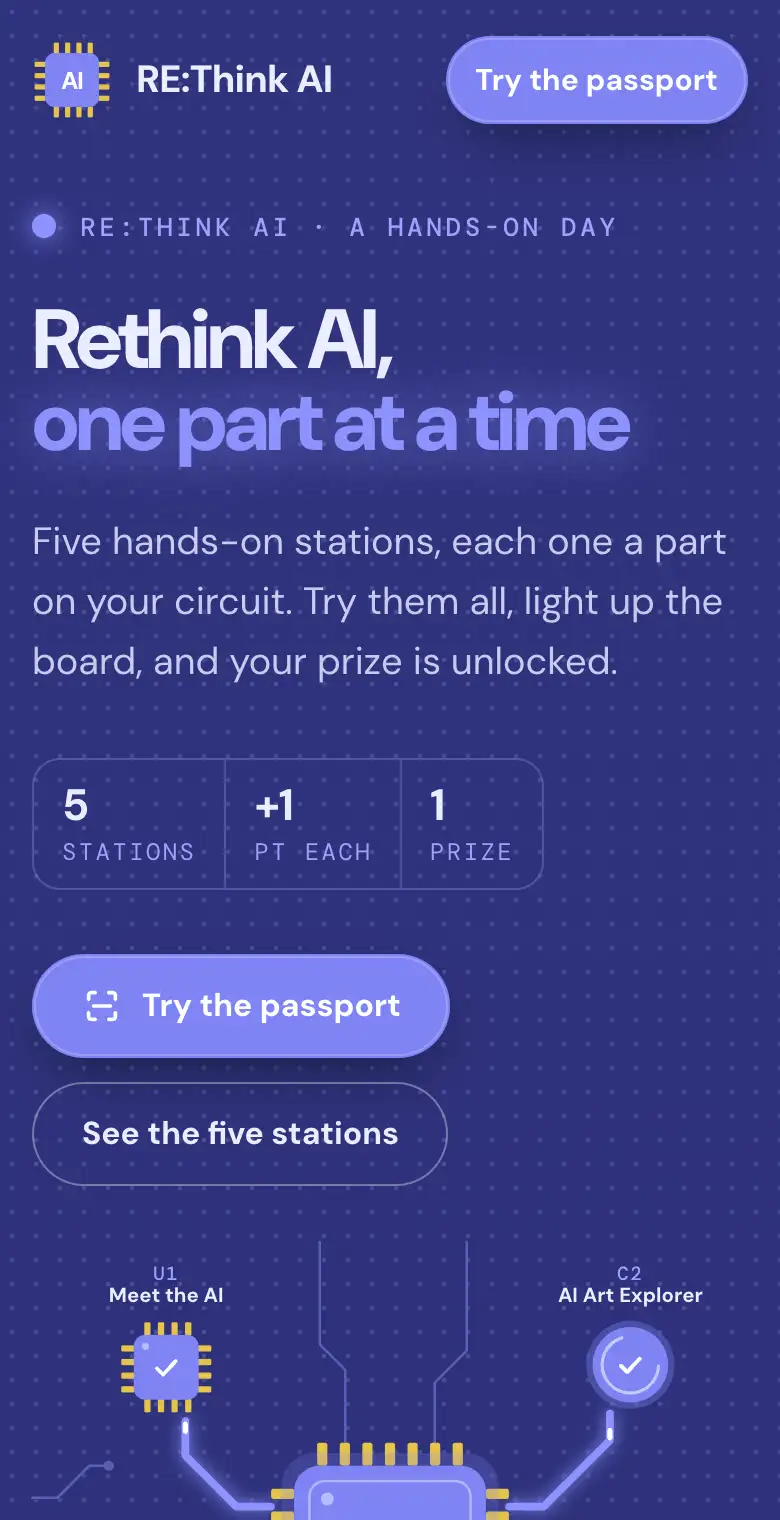 AI
RE:Think AI
Try the passport
RE:THINK AI · A HANDS-ON DAY
Rethink AI,
one part at a time
Five hands-on stations, each one a part
on your circuit. Try them all, light up the
board, and your prize is unlocked.
5
STATIONS
+1
PT EACH
1
PRIZE
Try the passport
See the five stations
U1
Meet the AI
C2
AI Art Explorer